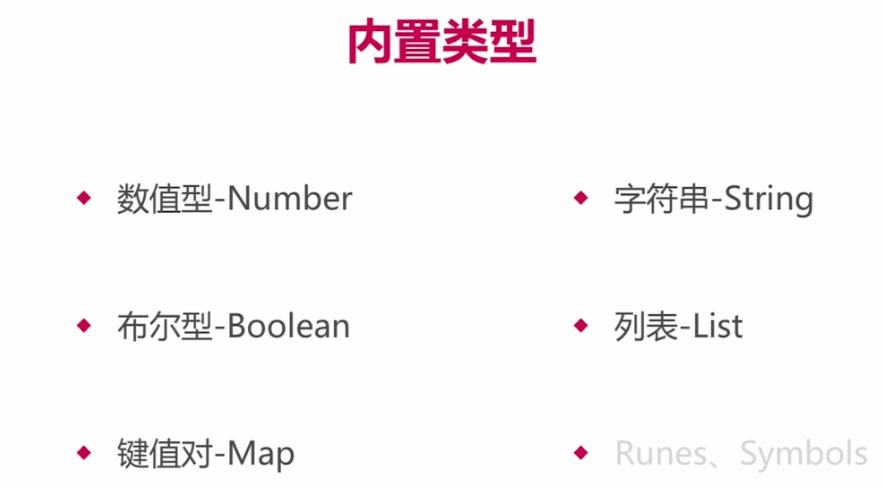 内置类型
数值型-Number
字符串-String
布尔型-Boolean
列表-List
键值对-Map
Runes、Symbols